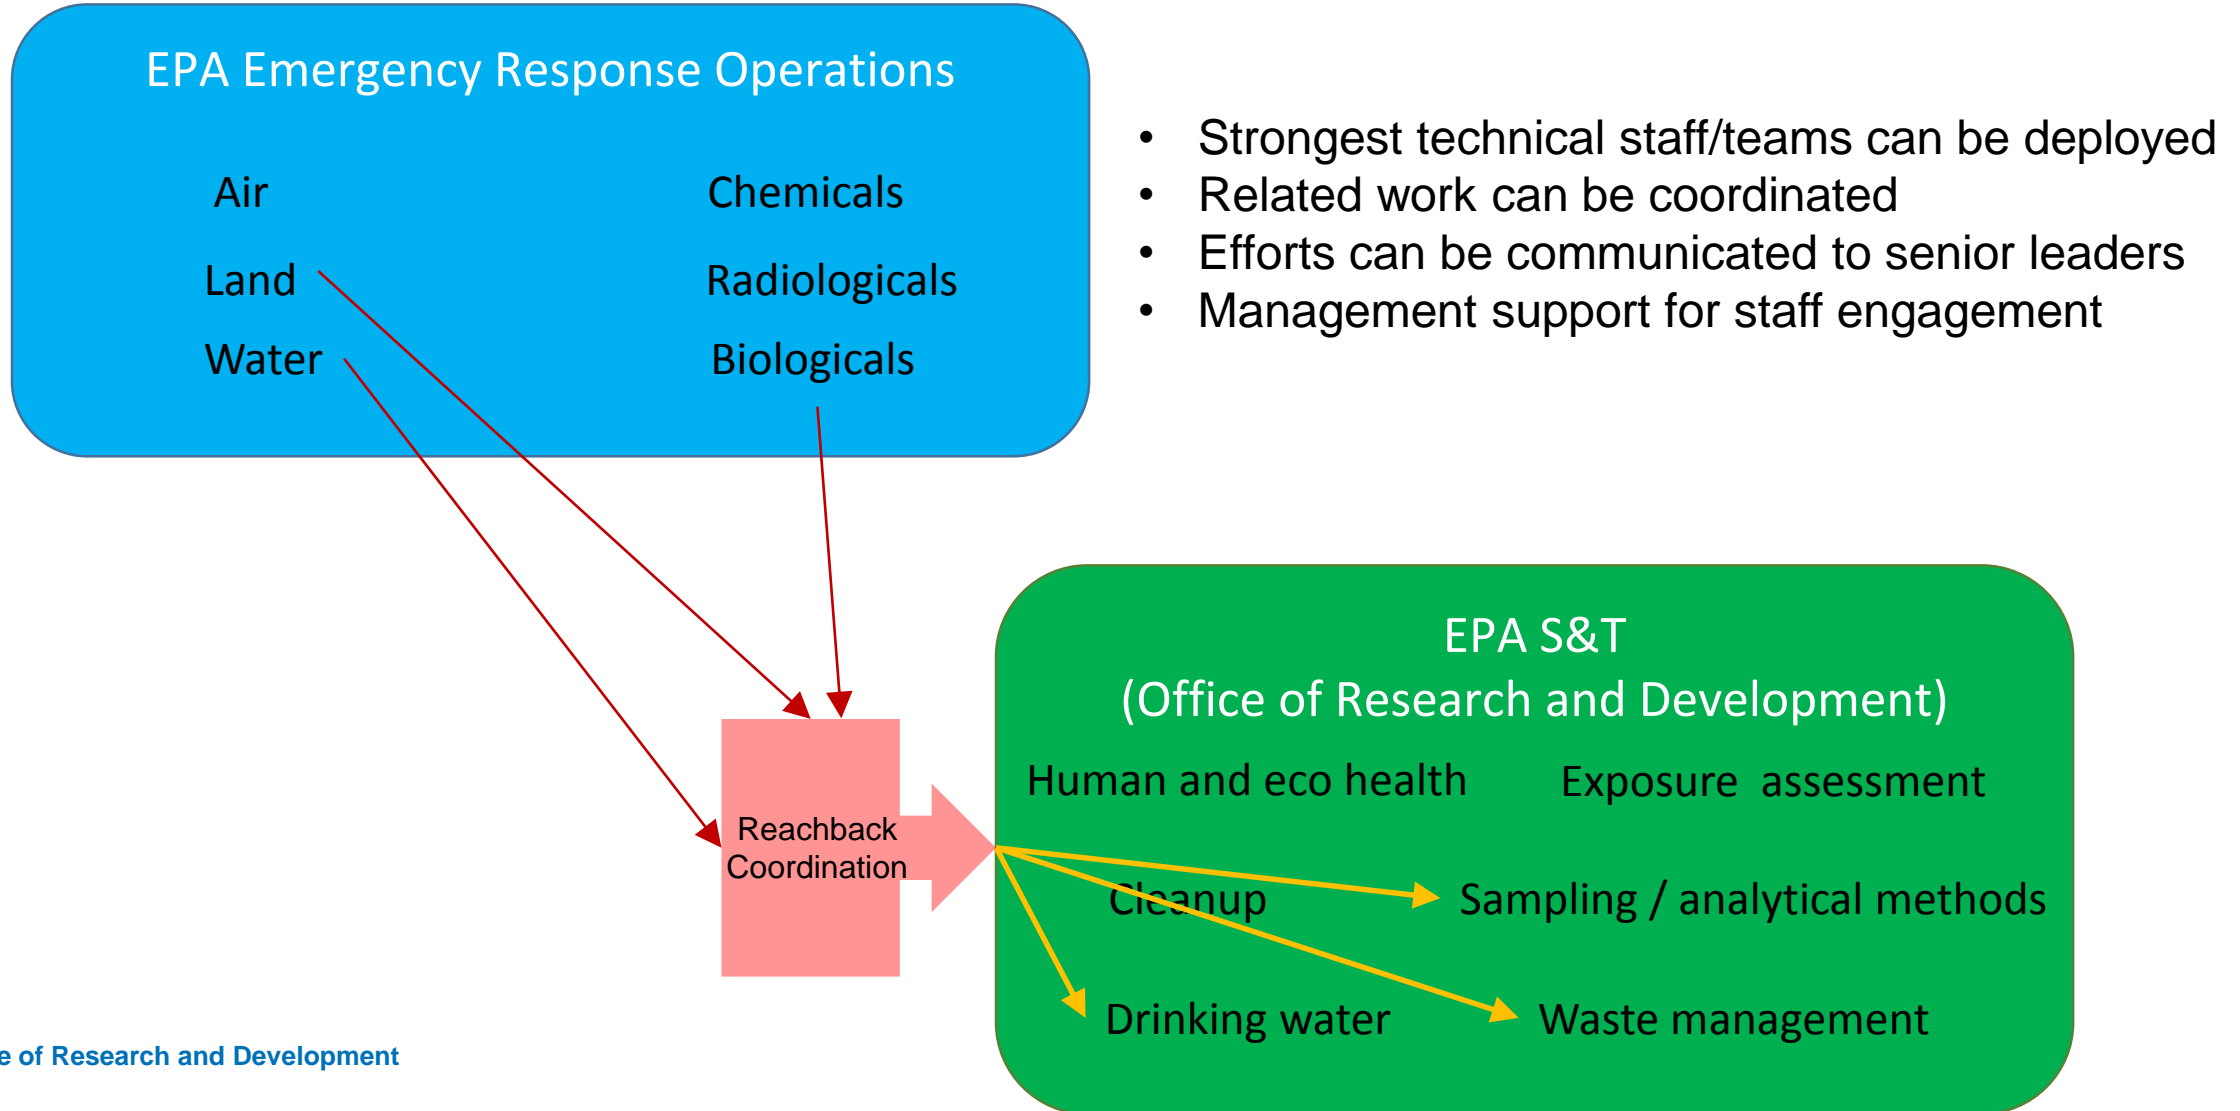 EPA Emergency Response Operations
Air
Chemicals
Land
Radiologicals
Water
Biologicals
• Strongest technical staff/teams can be deployed
• Related work can be coordinated
• Efforts can be communicated to senior leaders
• Management support for staff engagement
Reachback
Coordination
EPA S&T
(Office of Research and Development)
Human and eco health
Exposure assessment
Cleanup
Sampling / analytical methods
Drinking water
Waste management
e of Research and Development